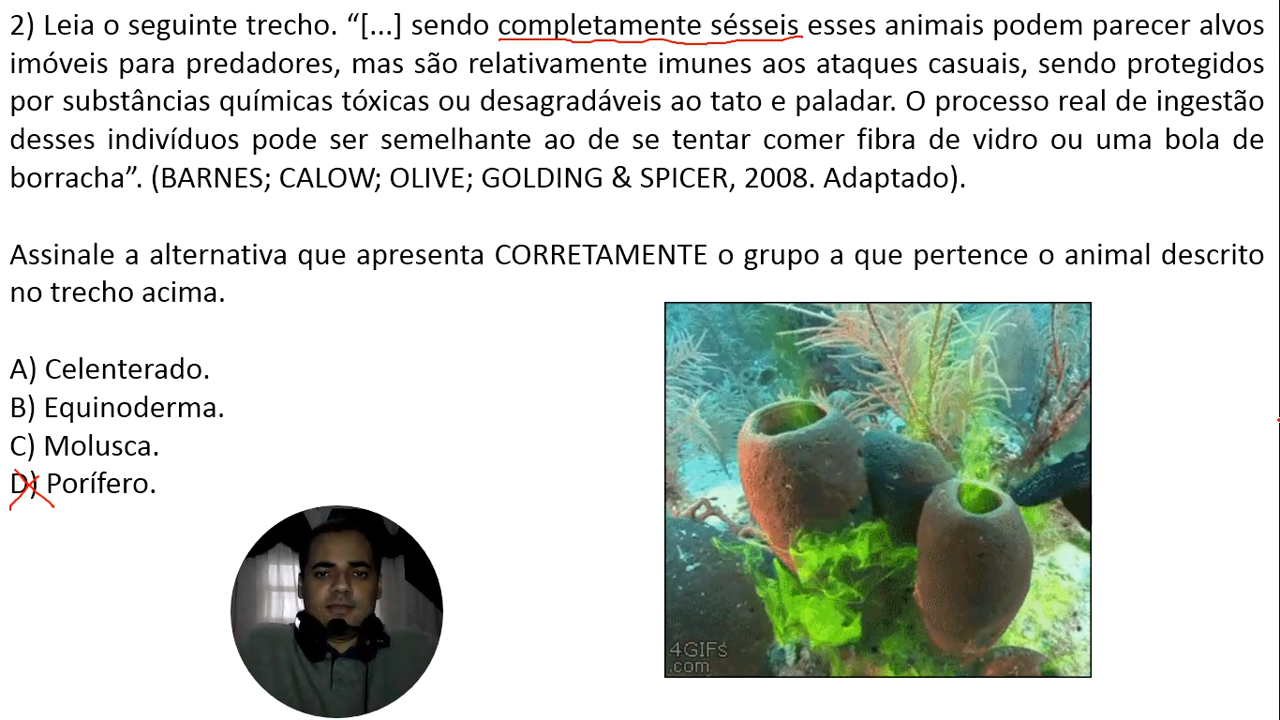 2) Leia o seguinte trecho. “[...] sendo completamente sésseis esses animais podem parecer alvos
imóveis para predadores, mas são relativamente imunes aos ataques casuais, sendo protegidos
por substâncias químicas tóxicas ou desagradáveis ao tato e paladar. O processo real de ingestão
desses indivíduos pode ser semelhante ao de se tentar comer fibra de vidro ou uma bola de
borracha”. (BARNES; CALOW; OLIVE; GOLDING & SPICER, 2008. Adaptado).
Assinale a alternativa que apresenta CORRETAMENTE o grupo a que pertence o animal descrito
no trecho acima.
A) Celenterado.
B) Equinoderma.
C) Molusca.
D) Porífero.
4GIFs
.com